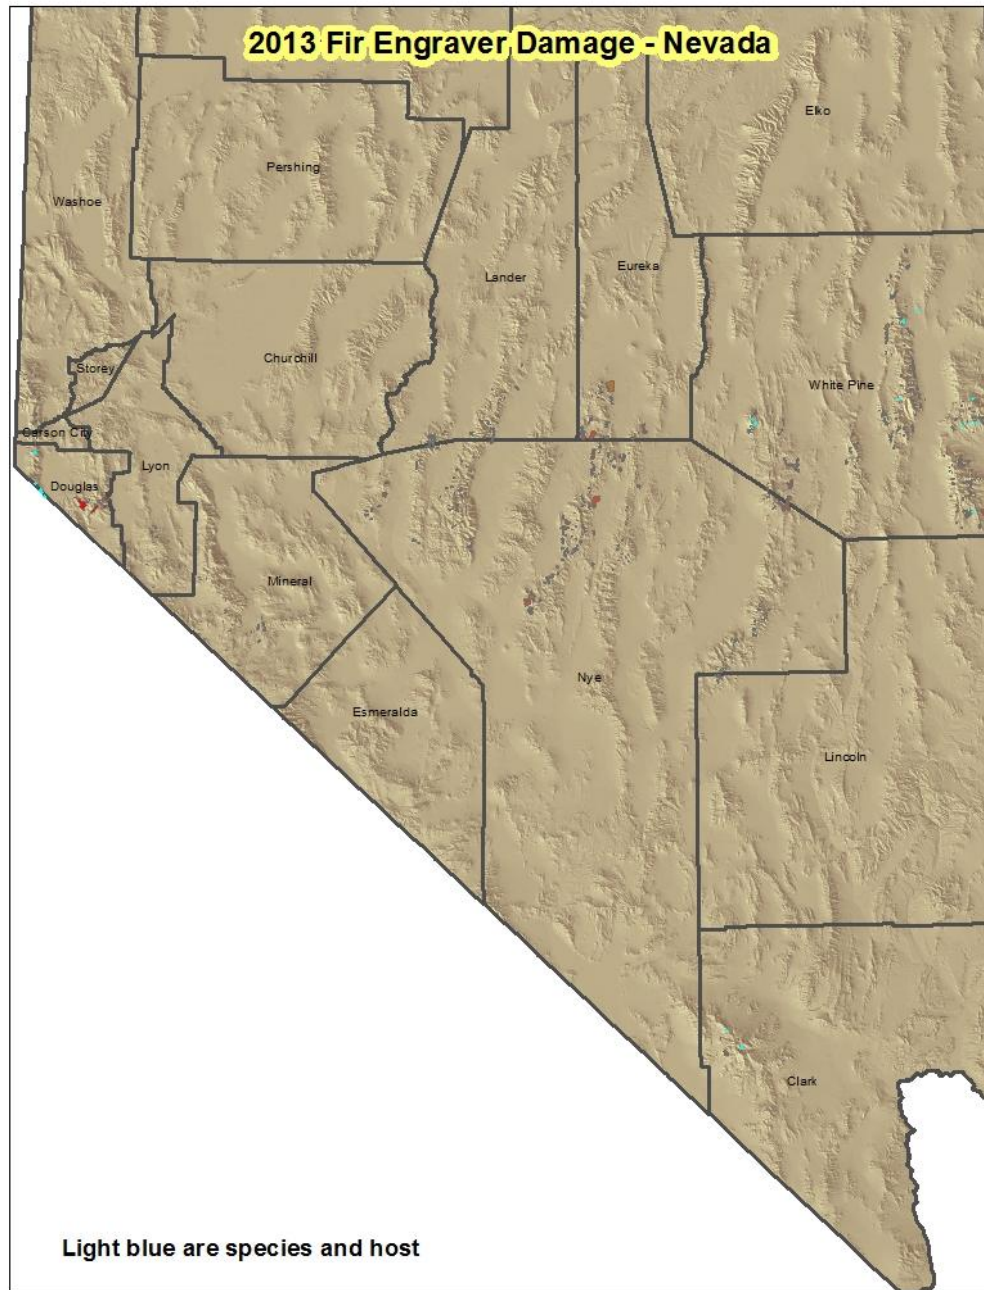 2013 Fir Engraver Damage - Nevada
Elko
Pershing
Washoe
Eureka
Lander
Churchill
Storey
White Pine
Carson City
Lyon
Douglas
Mineral
Nye
Esmeralda
Lincoln
Clark
Light blue are species and host